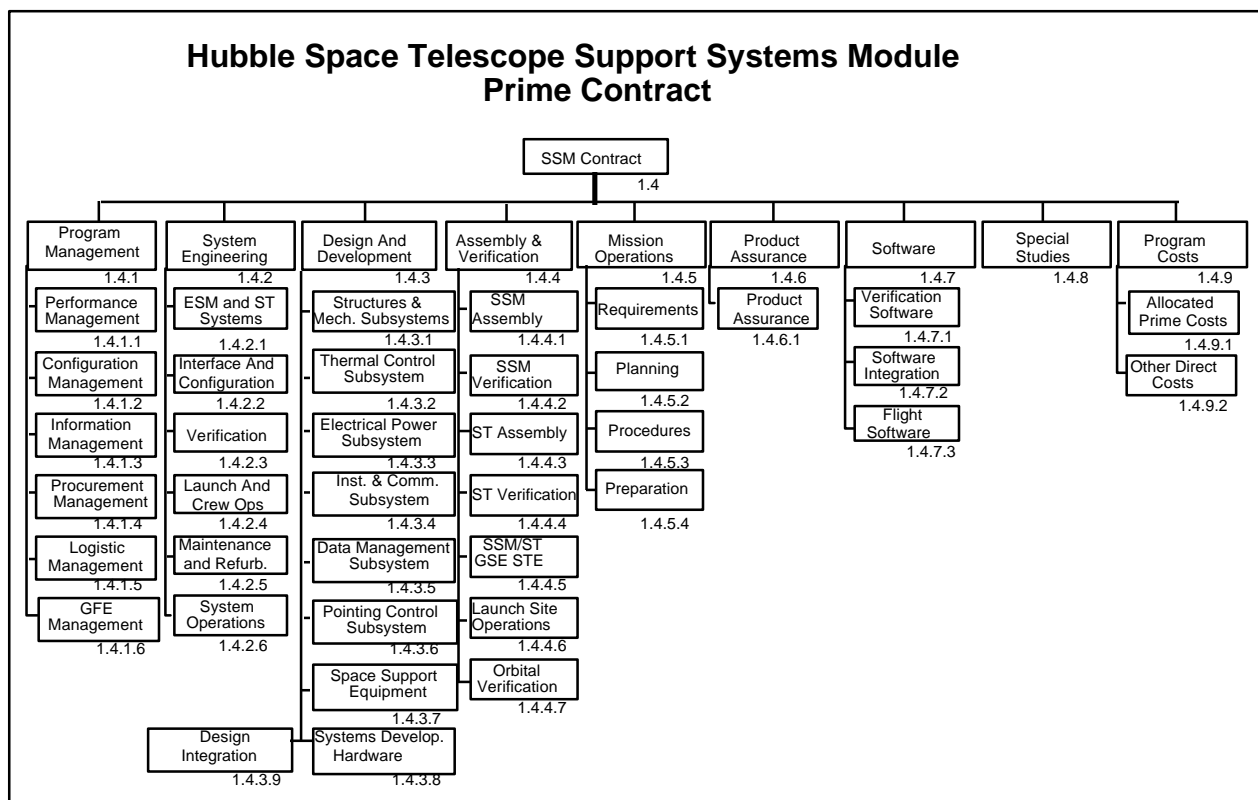 Hubble Space Telescope Support Systems Module
Prime Contract
SSM Contract
1.4
Program
Management
1.4.1
Performance
Management
1.4.1.1
Configuration
Management
1.4.1.2
Information
Management
1.4.1.3
Procurement
Management
1.4.1.4
Logistic
Management
1.4.1.5
GFE
Management
1.4.1.6
System
Engineering
1.4.2
ESM and ST
Systems
1.4.2.1
Interface And
Configuration
1.4.2.2
Verification
1.4.2.3
Launch And
Crew Ops
1.4.2.4
Maintenance
and Refurb.
1.4.2.5
System
Operations
1.4.2.6
Design And
Development
1.4.3
Structures &
Mech. Subsystems
1.4.3.1
Thermal Control
Subsystem
1.4.3.2
Electrical Power
Subsystem
1.4.3.3
Inst. & Comm.
Subsystem
1.4.3.4
Data Management
Subsystem
1.4.3.5
Pointing Control
Subsystem
1.4.3.6
Space Support
Equipment
1.4.3.7
Systems Develop.
Hardware
1.4.3.8
Design
Integration
1.4.3.9
Assembly &
Verification
1.4.4
SSM
Assembly
1.4.4.1
SSM
Verification
1.4.4.2
ST Assembly
1.4.4.3
ST Verification
1.4.4.4
SSM/ST
GSE STE
1.4.4.5
Launch Site
Operations
1.4.4.6
Orbital
Verification
1.4.4.7
Mission
Operations
1.4.5
Requirements
1.4.5.1
Planning
1.4.5.2
Procedures
1.4.5.3
Preparation
1.4.5.4
Product
Assurance
1.4.6
Product
Assurance
1.4.6.1
Software
1.4.7
Verification
Software
1.4.7.1
Software
Integration
1.4.7.2
Flight
Software
1.4.7.3
Special
Studies
1.4.8
Program
Costs
1.4.9
Allocated
Prime Costs
1.4.9.1
Other Direct
Costs
1.4.9.2